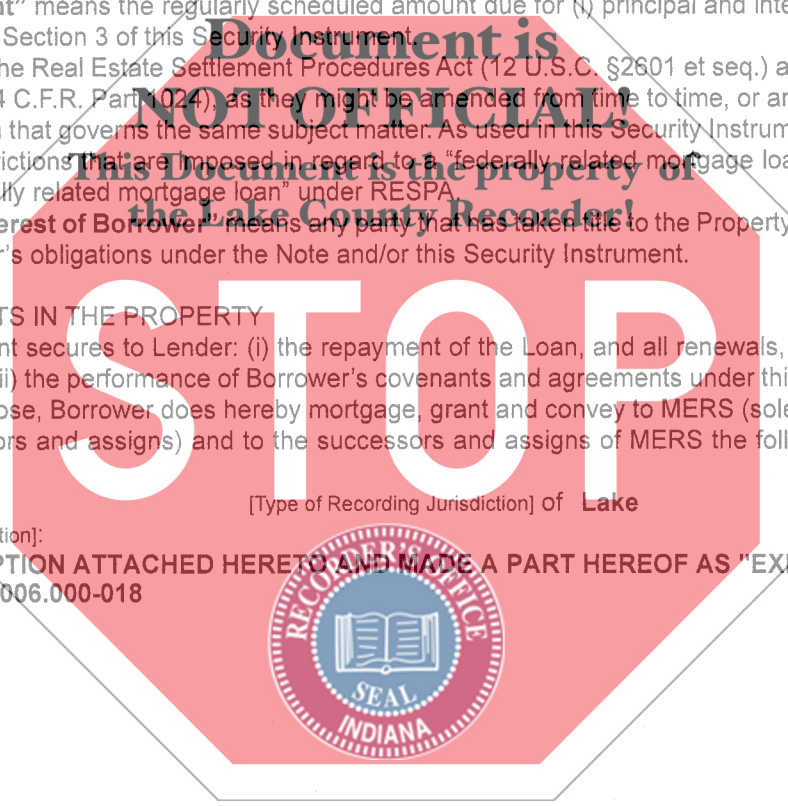 nt" means the regularly scheduled amount due for (i) principal and inte
Section 3 of this Security Instrument.
Document is
he Real Estate Settlement Procedures Act (12 U.S.C. §2601 et seq.) a
4 C.F.R. Part 1024), as they might be amended from time to time, or an
NOT OFFICIAL!
that governs the same subject matter. As used in this Security Instrum
ictions that are imposed in regard to a "federally related mortgage loa
This Document is the property of
lly related mortgage loan" under RESPA.
the Lake County Recorder!
erest of Borrower" means any party that has taken title to the Property
r's obligations under the Note and/or this Security Instrument.
TS IN THE PROPERTY
STOP
nt secures to Lender: (i) the repayment of the Loan, and all renewals,
ii) the performance of Borrower's covenants and agreements under thi
ose, Borrower does hereby mortgage, grant and convey to MERS (sole
ors and assigns) and to the successors and assigns of MERS the foll
[Type of Recording Jurisdiction] of Lake
tion]:
PTION ATTACHED HERETO AND MADE A PART HEREOF AS "EXI
006.000-018
RECORDER'S OFFICE
SEAL
INDIANA